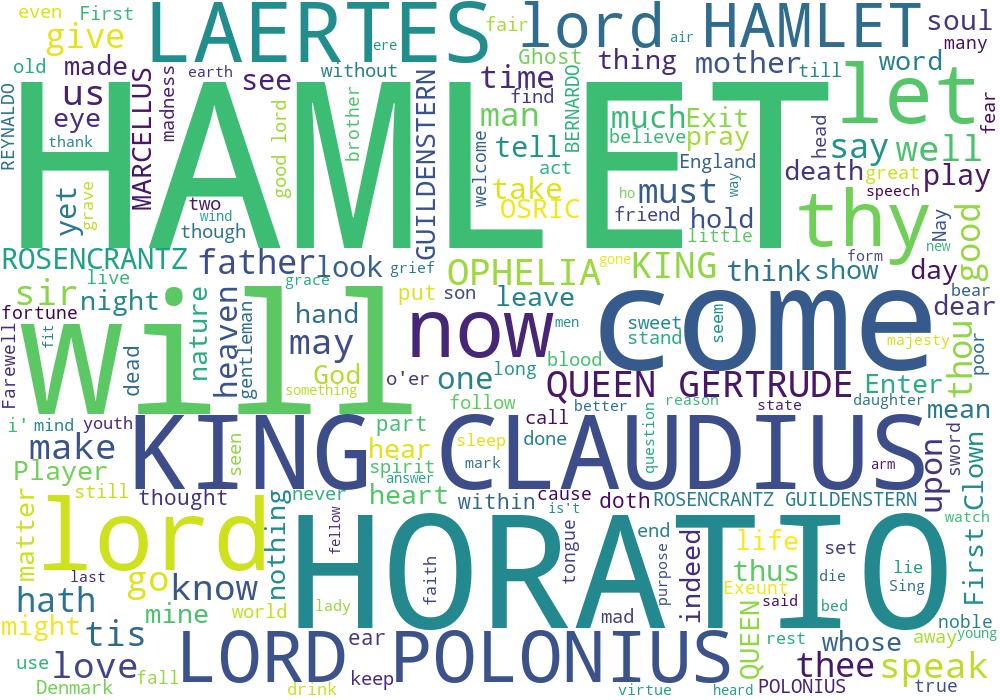 even First
give
LAERTES
ere
lord
air
HAMLET
soul
many
old
made
earth
without
Ghost
fair
thing
mother
till
word
REYNALDO
us
eye
thank
MARCELLUS
madness
see
good lord
brother
GUILDENSTERN
welcome
time
find
man
tell
act
BERNARDO
much
believe
Exit
pray
head
let
fear
HAMLET
say
well
yet
grave
two
wind
though
take
OSRIC
ho
England
way
must
friend
hold
little
death
great
speech
play
thy
Nay
new
good
ROSENCRANTZ
live
father
look
grief
grace
OPHELIA
gone
KING
think
show
form
day
bear
dear
sir
night
fortune
nature
heaven
gentleman
hand
may
put
son
leave
now
come
sweet
stand
seem
men
majesty
thou
poor
Farewell
fit
will
dead
God
something
o'er
one
long
blood
follow
QUEEN GERTRUDE
better
reason
state
Enter
daughter
mean
i'
mind
youth
make
Player
seen
KING CLAUDIUS
part
hear
spirit
answer
heart
call
done
sleep
mark
question
arm
upon
sword
Clown
First
watch
matter
still
thought
nothing
never
within
cause
is't
doth
ROSENCRANTZ GUILDENSTERN
lord
last
go
know
fellow
HORATIO
faith
tongue
end
purpose
indeed
life
thus
Exeunt
set
die
lie
Sing
hath
mine
world
lady
mad
said
bed
noble
might
tis
LORD POLONIUS
ear
keep
QUEEN
rest
whose
away
young
use
love
Denmark
fall
drink
virtue
heard
POLONIUS
thee
speak
true